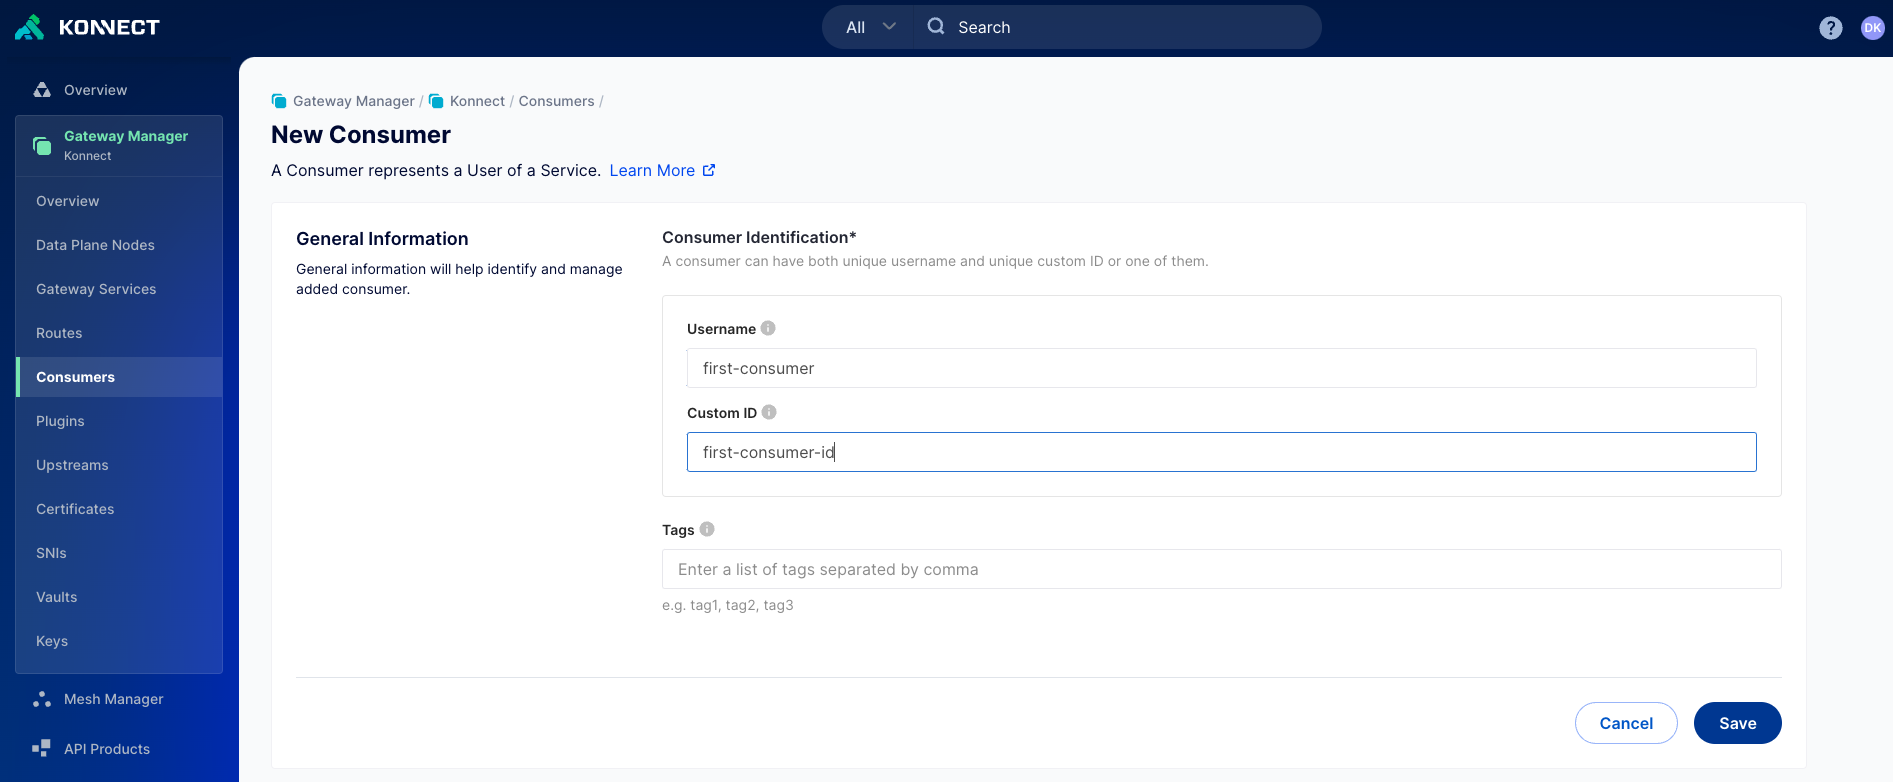 KONNECT
All
Search
?
DK
Overview
Gateway Manager
Konnect
Overview
Data Plane Nodes
Gateway Services
Routes
Consumers
Plugins
Upstreams
Certificates
SNIs
Vaults
Keys
Mesh Manager
API Products
Gateway Manager / Konnect / Consumers /
New Consumer
A Consumer represents a User of a Service. Learn More
General Information
General information will help identify and manage
added consumer.
Consumer Identification*
A consumer can have both unique username and unique custom ID or one of them.
Username
first-consumer
Custom ID
first-consumer-id
Tags
Enter a list of tags separated by comma
e.g. tag1, tag2, tag3
Cancel
Save